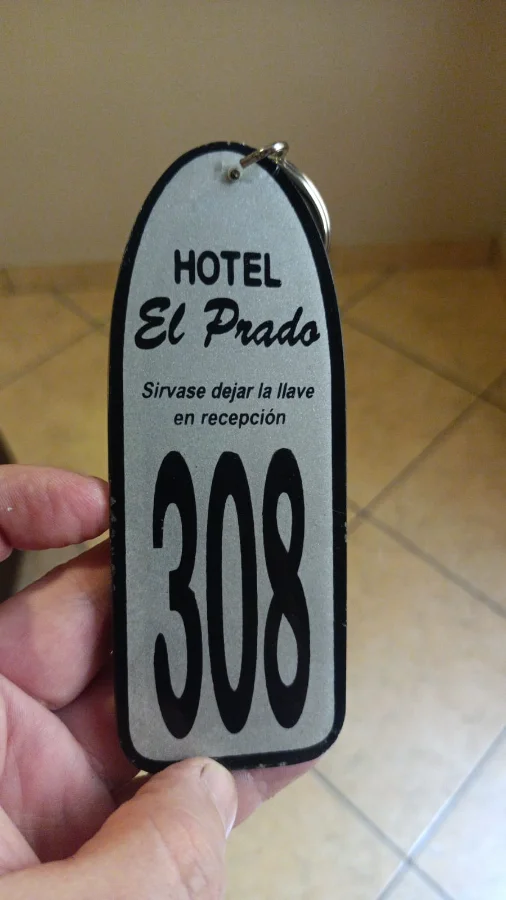 HOTEL
El Prado
Sirvase dejar la llave
en recepción
308